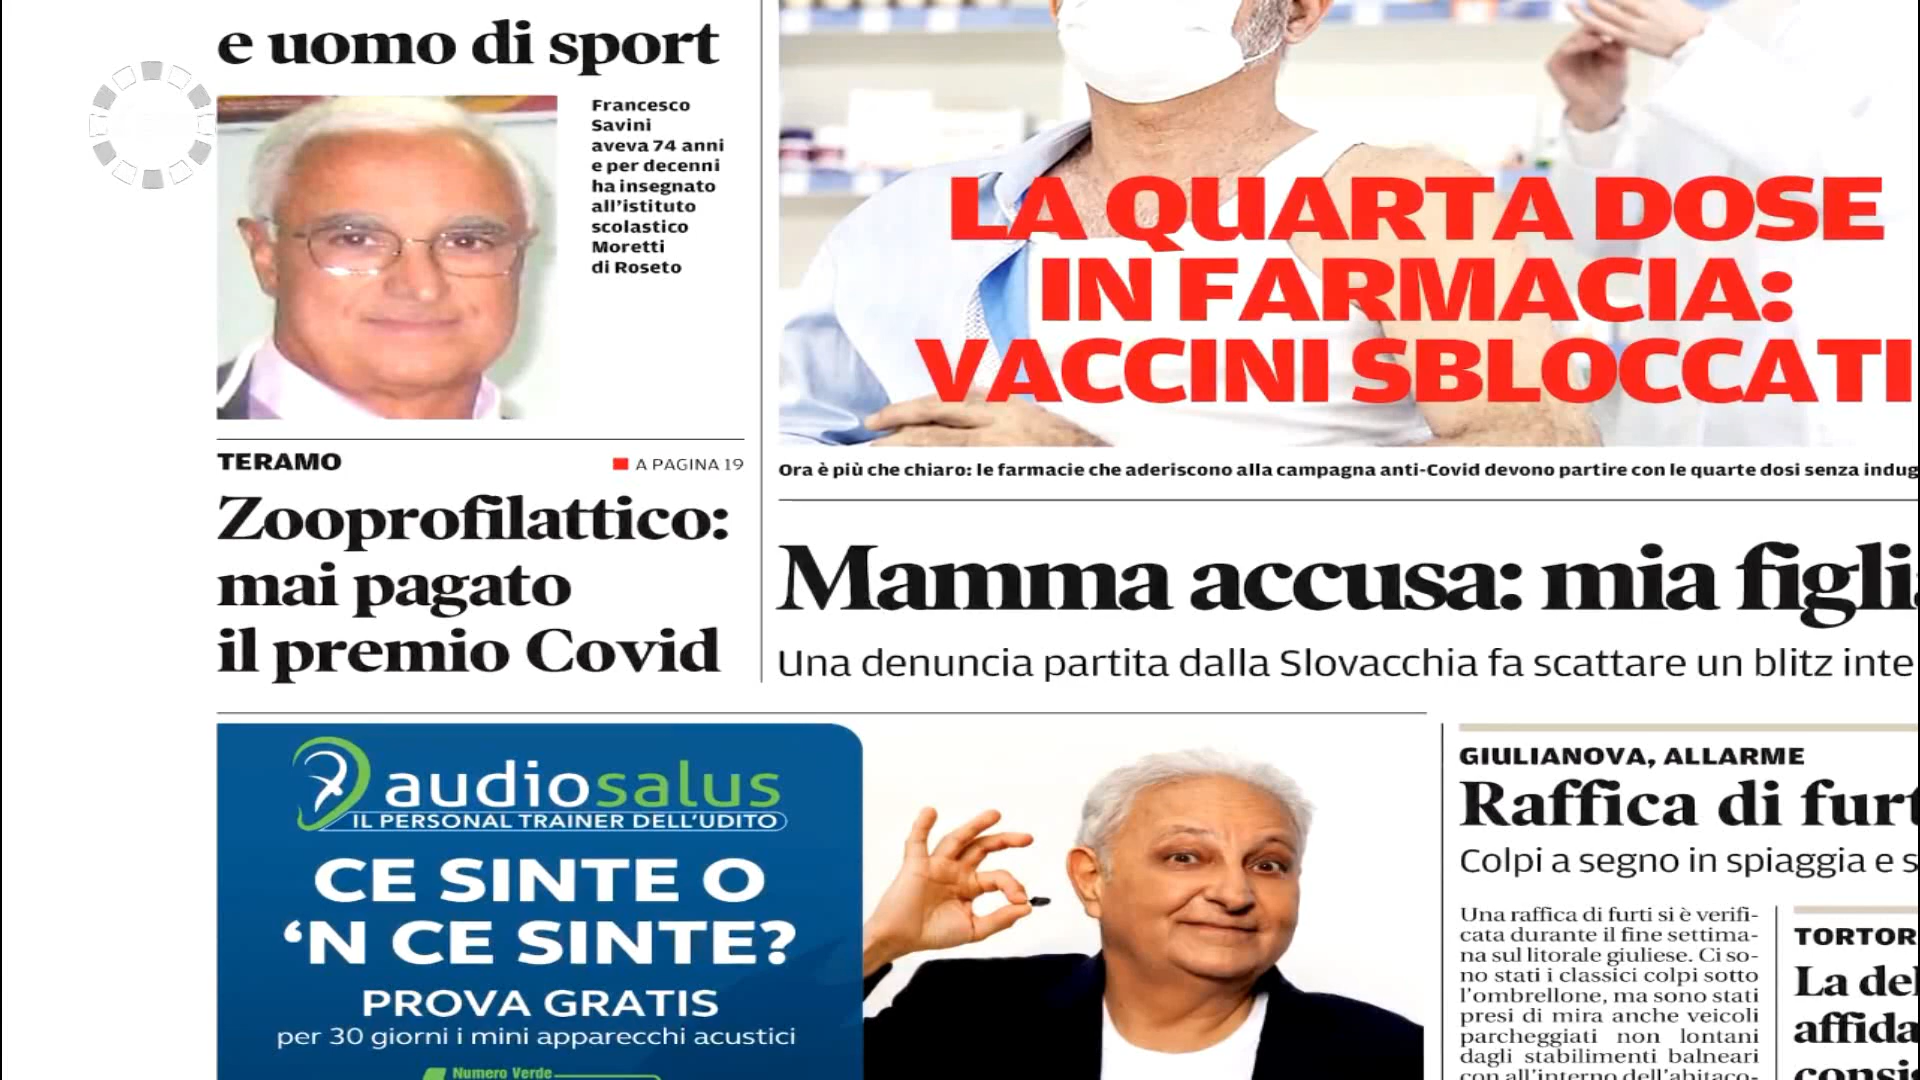 e uomo di sport
Francesco
Savini
aveva 74 anni
e per decenni
ha insegnato
all'istituto
scolastico
Moretti
di Roseto
TERAMO
A PAGINA 19
Zooprofilattico:
mai pagato
il premio Covid
LA QUARTA DOSE
IN FARMACIA:
VACCINI SBLOCCATI
Ora è più che chiaro: le farmacie che aderiscono alla campagna anti-Covid devono partire con le quarte dosi senza indug
Mamma accusa: mia figli
Una denuncia partita dalla Slovacchia fa scattare un blitz inte
audiosalus
IL PERSONAL TRAINER DELL'UDITO
CE SINTE O
'N CE SINTE?
PROVA GRATIS
per 30 giorni i mini apparecchi acustici
Numero Verde
GIULIANOVA, ALLARME
Raffica di furt
Colpi a segno in spiaggia e s
Una raffica di furti si è verifi-
cata durante il fine settima-
na sul litorale giuliese. Ci so-
no stati i classici colpi sotto
l'ombrellone, ma sono stati
presi di mira anche veicoli
parcheggiati non lontani
dagli stabilimenti balneari
con all'interno dell'abitaco-
TORTOR
La del
affida
consi